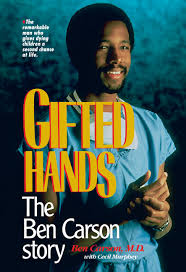 The
remarkable
man who
gives dying
children a
second chance
at life.
GIFTED
HANDS
The
Ben Carson
story
Ben Carson, M.D.
with Cecil Murphey